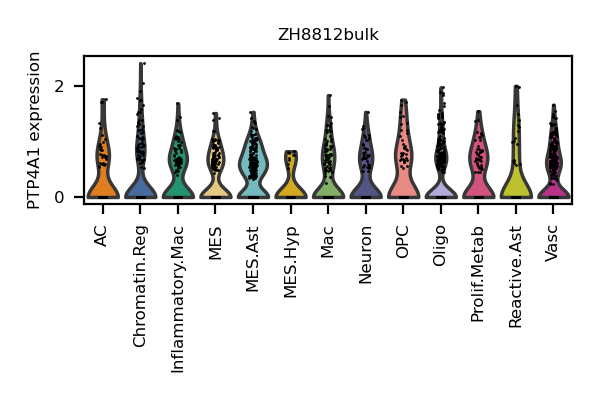 ZH8812bulk
PTP4A1 expression
2
0
AC
Chromatin.Reg
Inflammatory.Mac
MES
MES.Ast
MES.Hyp
Mac
Neuron
OPC
Oligo
Prolif.Metab
Reactive.Ast
Vasc